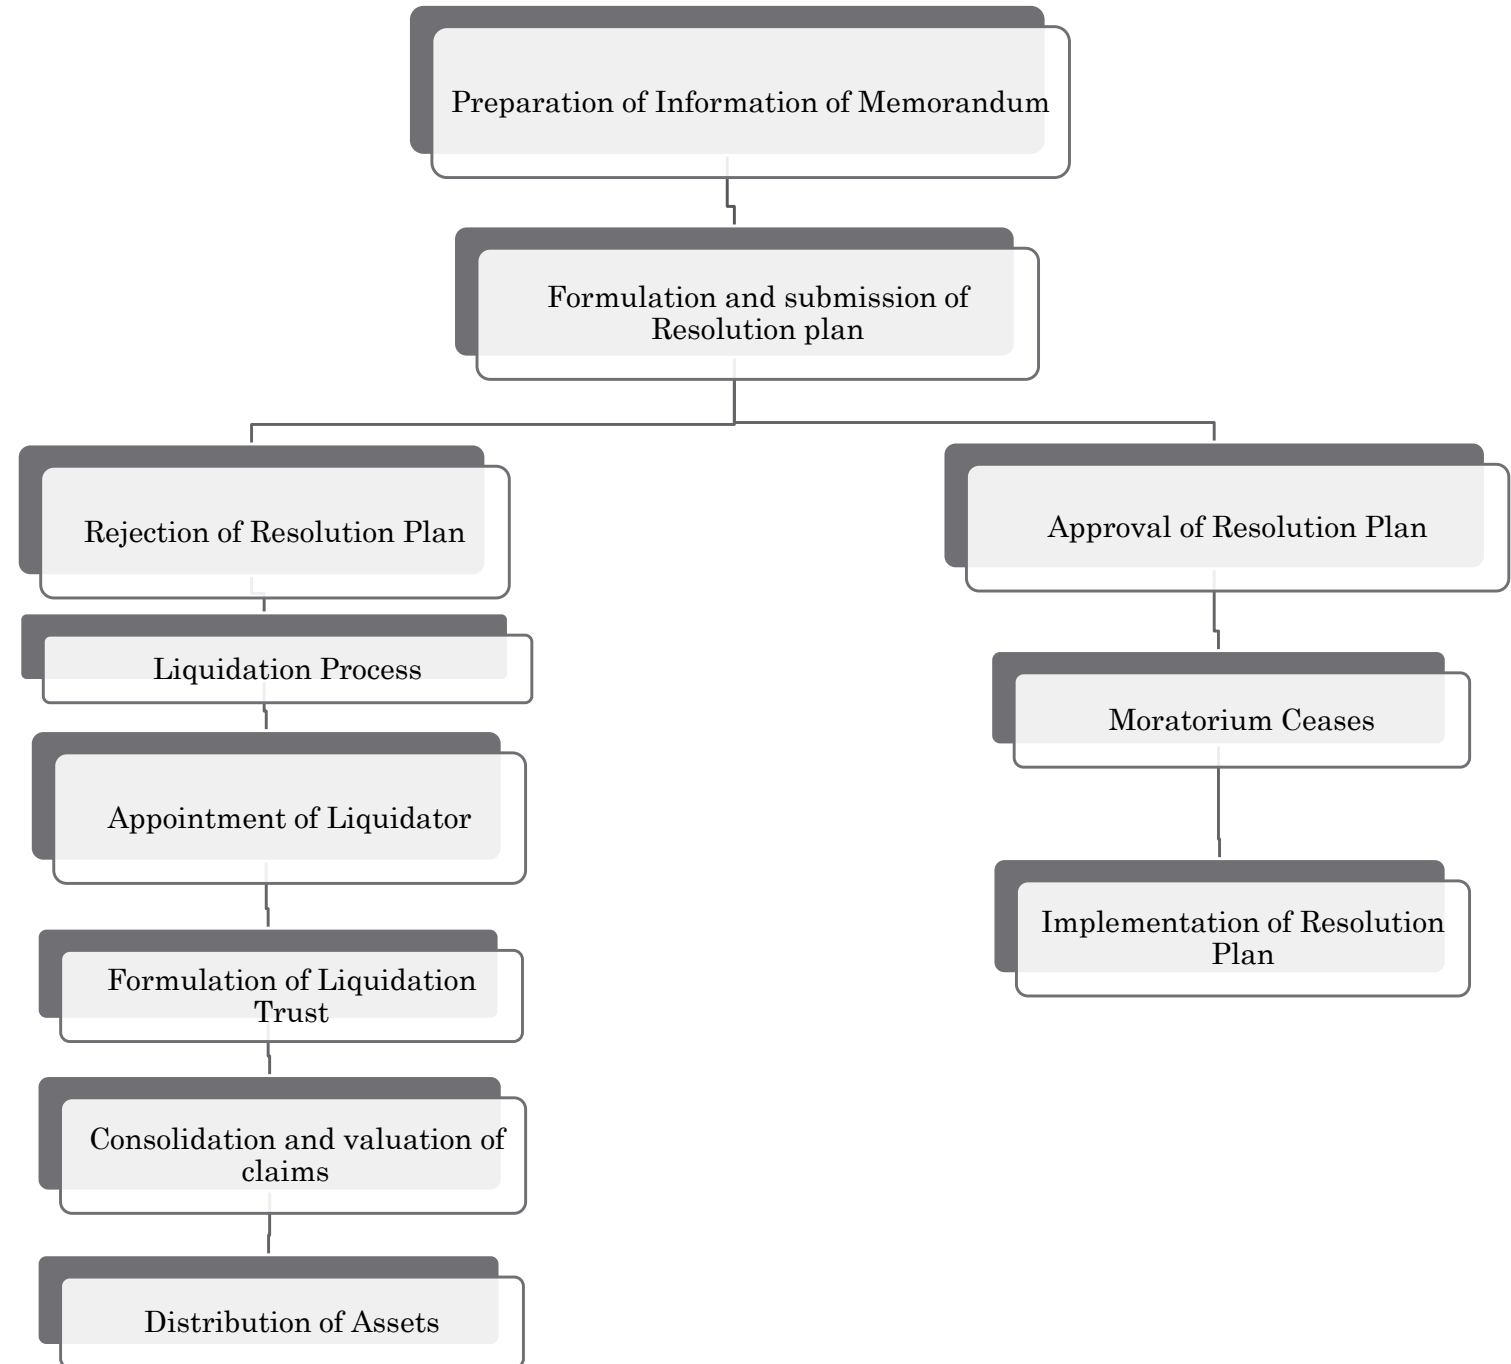 Preparation of Information of Memorandum
Formulation and submission of
Resolution plan
Rejection of Resolution Plan
Approval of Resolution Plan
Liquidation Process
Moratorium Ceases
Appointment of Liquidator
Implementation of Resolution
Plan
Formulation of Liquidation
Trust
Consolidation and valuation of
claims
Distribution of Assets